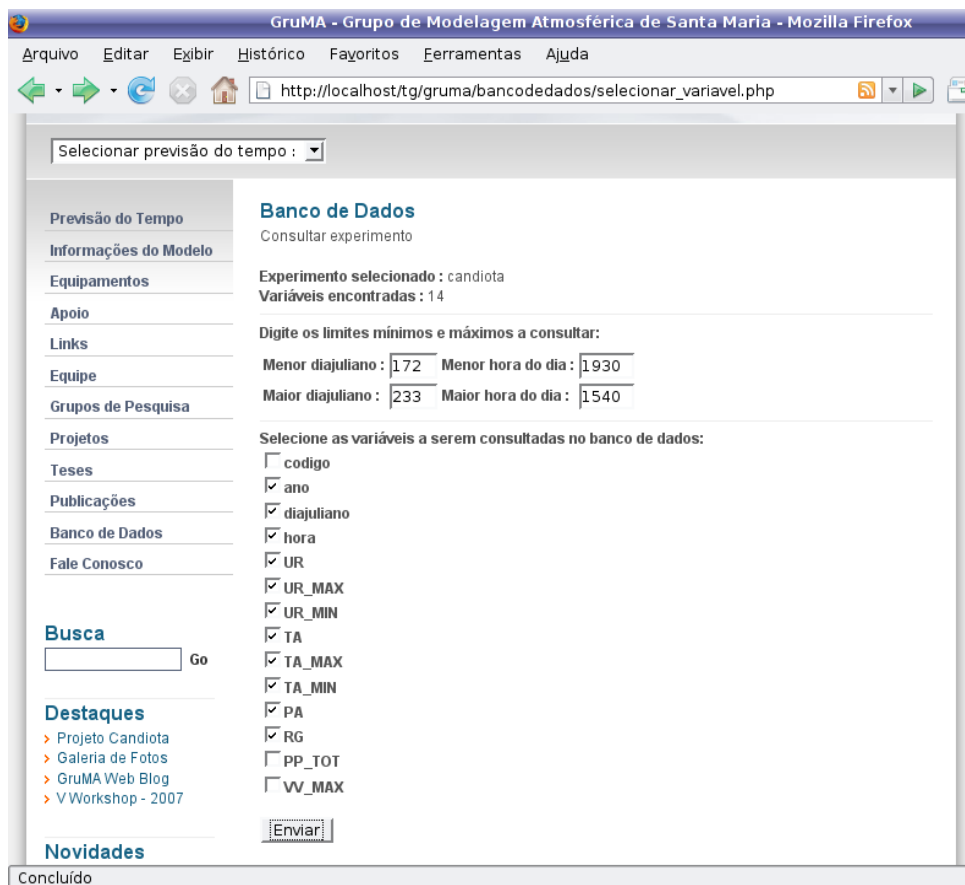 GruMA - Grupo de Modelagem Atmosférica de Santa Maria - Mozilla Firefox
Arquivo Editar Exibir Histórico Favoritos Ferramentas Ajuda
http://localhost/tg/gruma/bancodedados/selecionar_variavel.php
Selecionar previsão do tempo :
Previsão do Tempo
Informações do Modelo
Equipamentos
Apoio
Links
Equipe
Grupos de Pesquisa
Projetos
Teses
Publicações
Banco de Dados
Fale Conosco
Busca
Go
Destaques
Projeto Candiota
Galeria de Fotos
GruMA Web Blog
V Workshop - 2007
Novidades
Banco de Dados
Consultar experimento
Experimento selecionado : candiota
Variáveis encontradas : 14
Digite os limites mínimos e máximos a consultar:
Menor diajuliano : 172 Menor hora do dia : 1930
Maior diajuliano : 233 Maior hora do dia : 1540
Selecione as variáveis a serem consultadas no banco de dados:
codigo
ano
diajuliano
hora
UR
UR_MAX
UR_MIN
TA
TA_MAX
TA_MIN
PA
RG
PP_TOT
VV_MAX
Enviar
Concluído